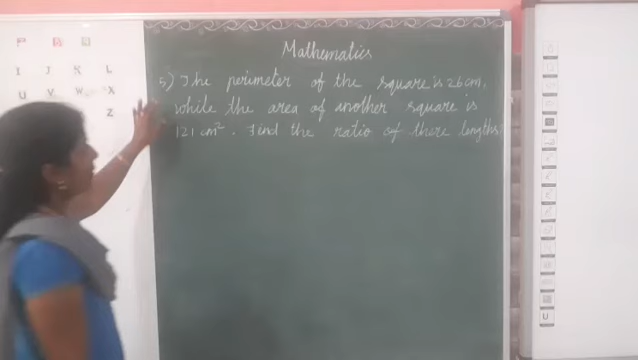 Mathematics
5) The perimeter of the square is 26 cm,
while the area of another square is
121 cm². Find the ratio of there lengths
I J K L
U V W X
Z
U